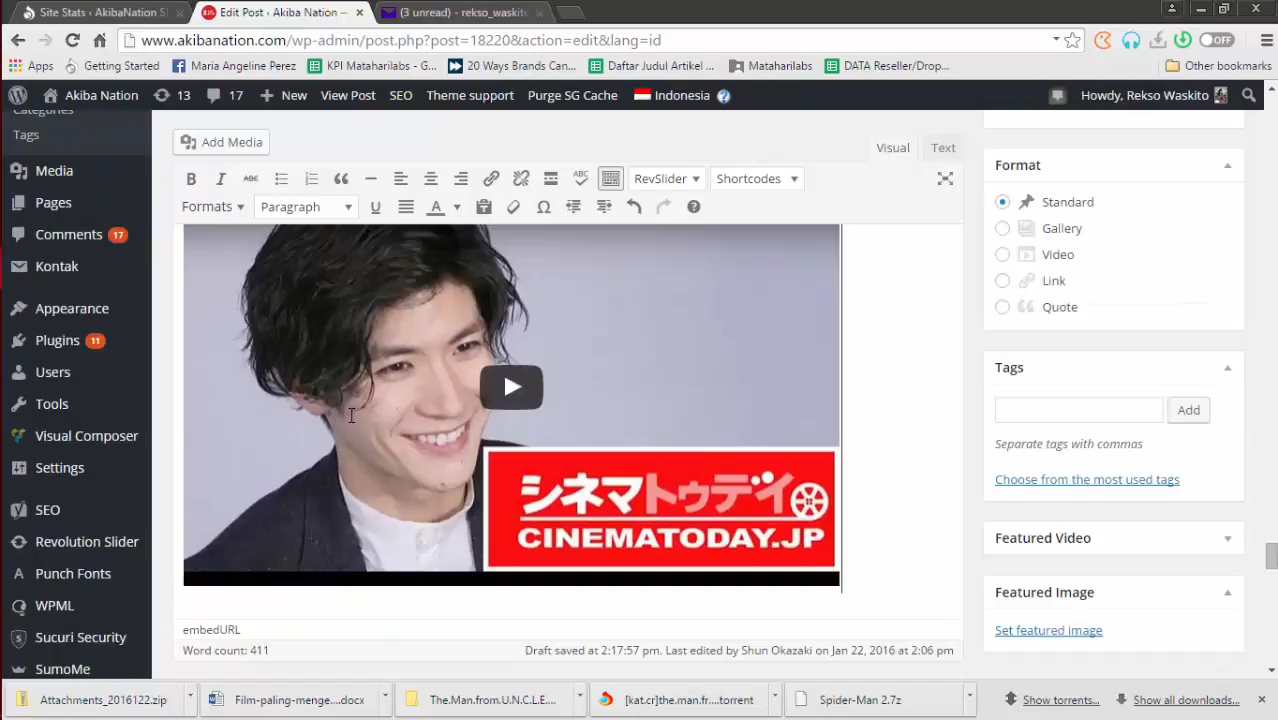 Site Stats ‹ AkibaNation S
Edit Post ‹ Akiba Nation —
(3 unread) - rekso_waskito
www.akibanation.com/wp-admin/post.php?post=18220&action=edit&lang=id
OFF
Apps
Getting Started
Maria Angeline Perez
KPI Mataharilabs - G...
20 Ways Brands Can...
Daftar Judul Artikel ...
Mataharilabs
DATA Reseller/Drop...
Other bookmarks
Akiba Nation
13
17
New
View Post
SEO
Theme support
Purge SG Cache
Indonesia
Howdy, Rekso Waskito
Categories
Tags
Media
Pages
Comments 17
Kontak
Appearance
Plugins 11
Users
Tools
Visual Composer
Settings
SEO
Revolution Slider
Punch Fonts
WPML
Sucuri Security
SumoMe
Add Media
Visual
Text
B I ABC
ABC
RevSlider
Shortcodes
Formats
Paragraph
U
A
Ω
シネマトゥデイ
CINEMATODAY.JP
embedURL
Word count: 411
Draft saved at 2:17:57 pm. Last edited by Shun Okazaki on Jan 22, 2016 at 2:06 pm
Format
Standard
Gallery
Video
Link
Quote
Tags
Add
Separate tags with commas
Choose from the most used tags
Featured Video
Featured Image
Set featured image
Attachments_2016122.zip
Film-paling-menge....docx
The.Man.from.U.N.C.L.E....
[kat.cr]the.man.fr....torrent
Spider-Man 2.7z
Show torrents...
Show all downloads...